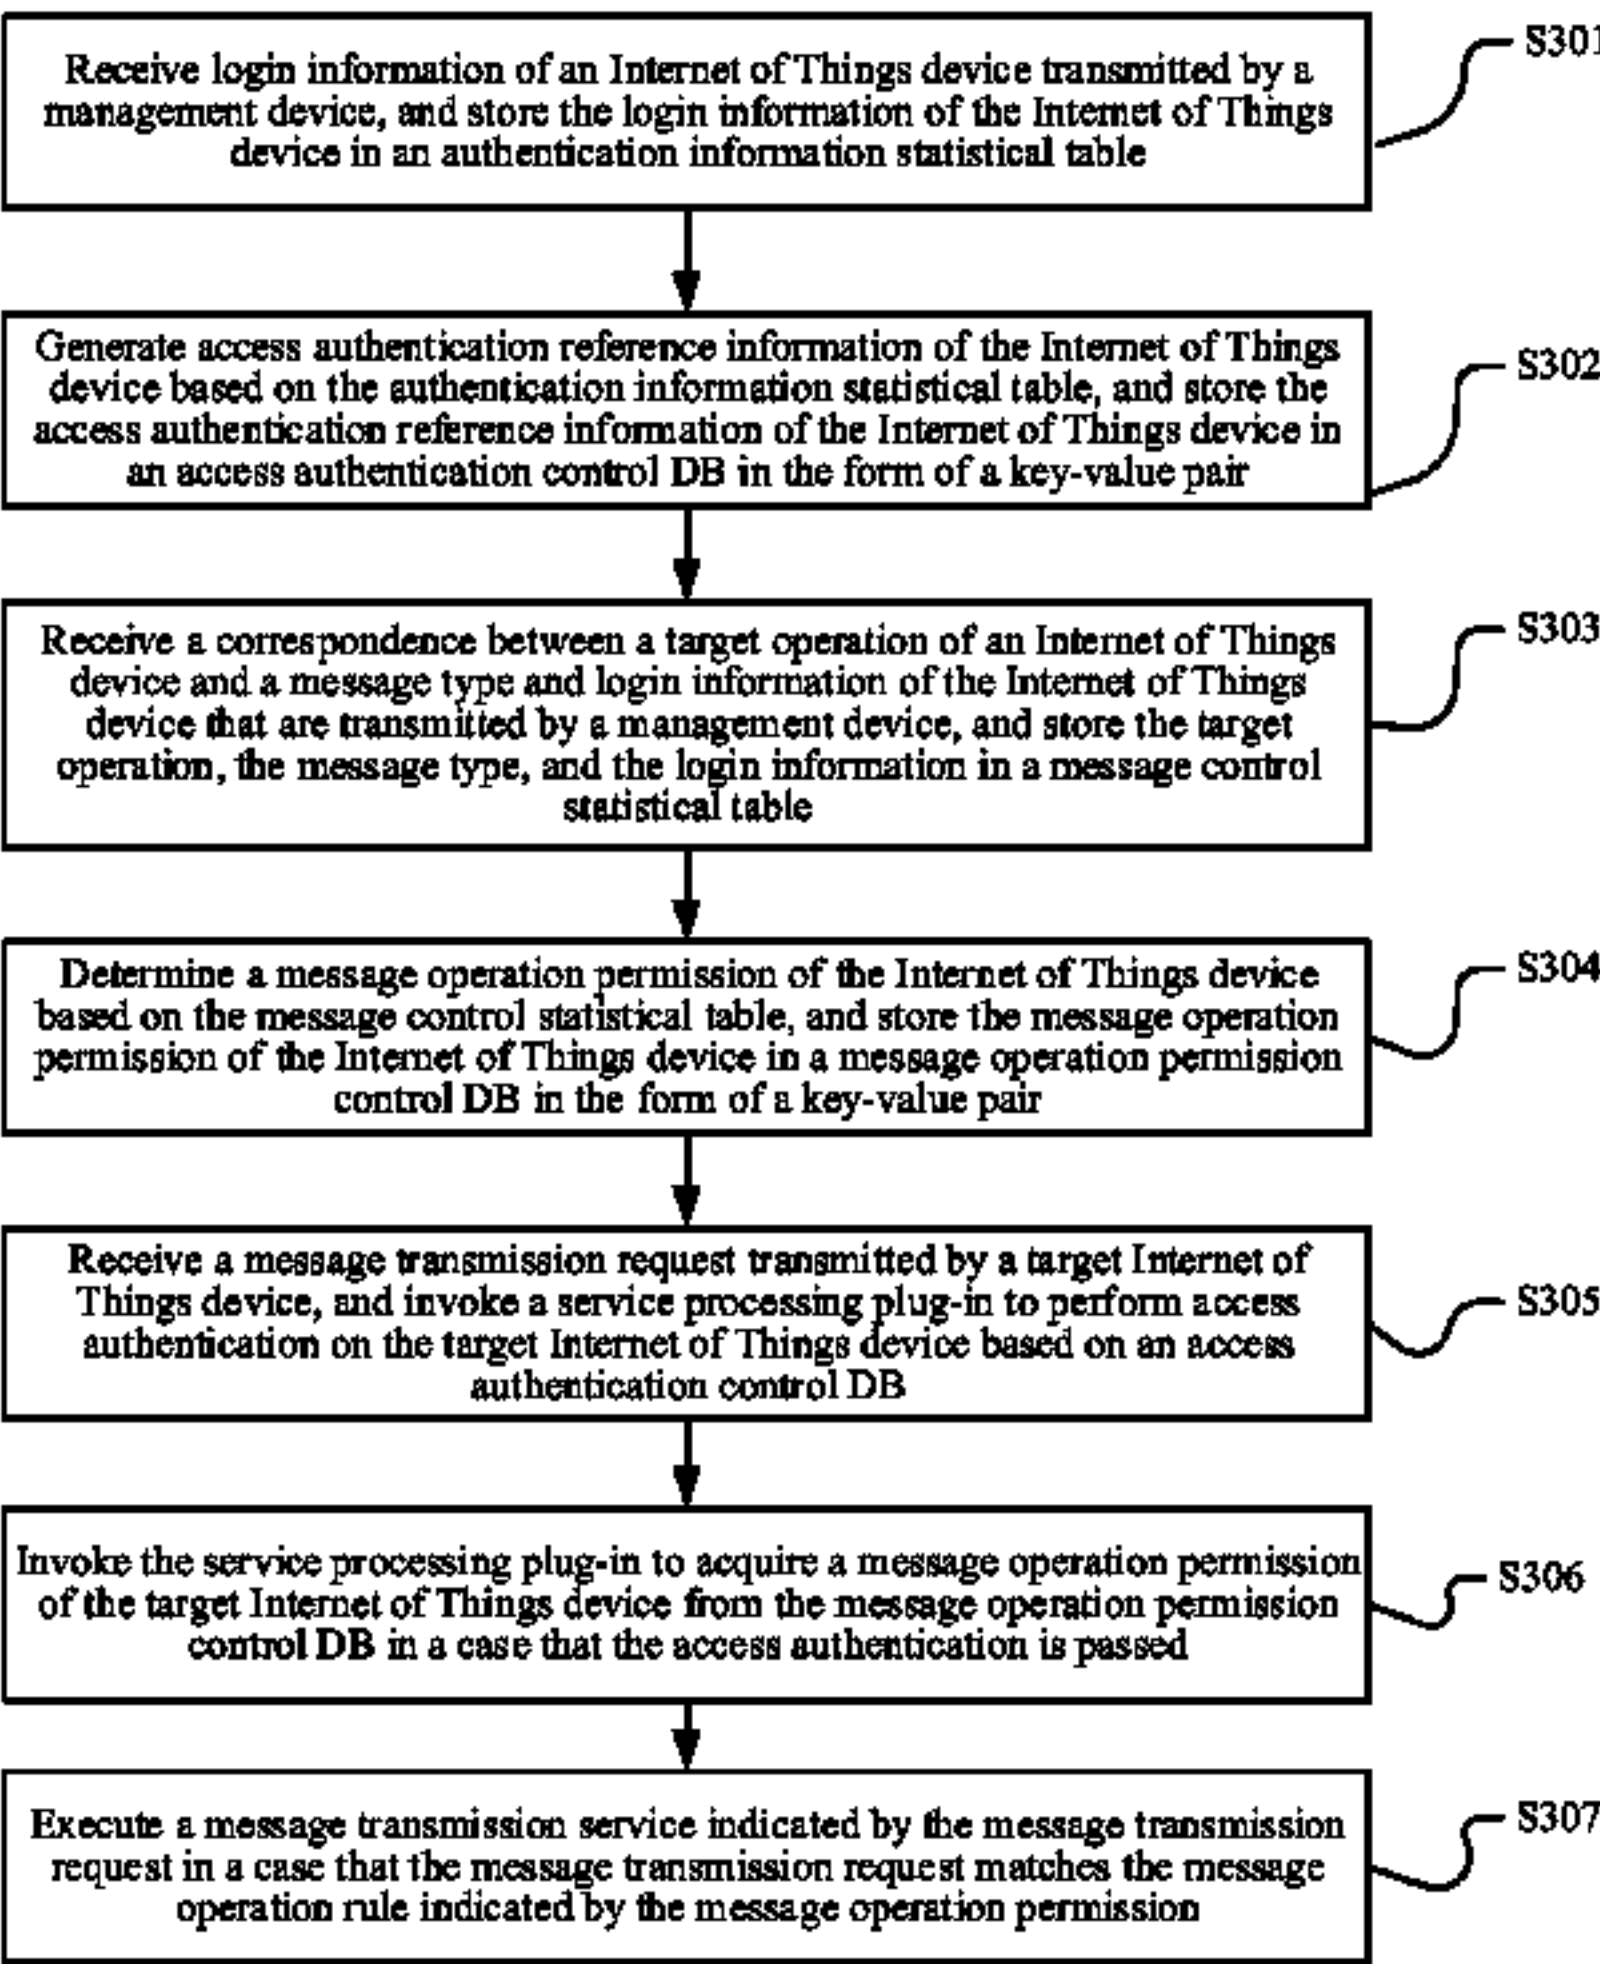 Receive login information of an Internet of Things device transmitted by a
management device, and store the login information of the Internet of Things
device in an authentication information statistical table
S301
Generate access authentication reference information of the Internet of Things
device based on the authentication information statistical table, and store the
access authentication reference information of the Internet of Things device in
an access authentication control DB in the form of a key-value pair
S302
Receive a correspondence between a target operation of an Internet of Things
device and a message type and login information of the Internet of Things
device that are transmitted by a management device, and store the target
operation, the message type, and the login information in a message control
statistical table
S303
Determine a message operation permission of the Internet of Things device
based on the message control statistical table, and store the message operation
permission of the Internet of Things device in a message operation permission
control DB in the form of a key-value pair
S304
Receive a message transmission request transmitted by a target Internet of
Things device, and invoke a service processing plug-in to perform access
authentication on the target Internet of Things device based on an access
authentication control DB
S305
Invoke the service processing plug-in to acquire a message operation permission
of the target Internet of Things device from the message operation permission
control DB in a case that the access authentication is passed
S306
Execute a message transmission service indicated by the message transmission
request in a case that the message transmission request matches the message
operation rule indicated by the message operation permission
S307